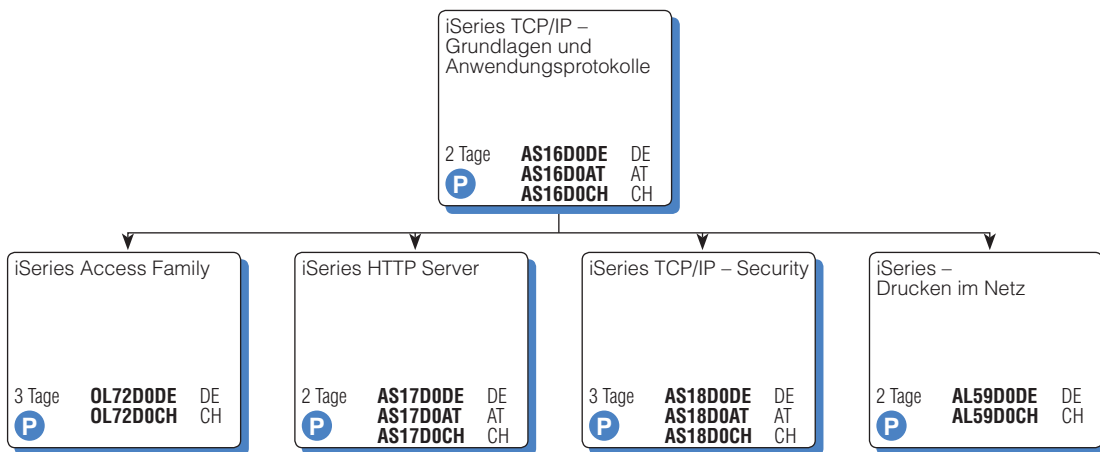 iSeries TCP/IP –
Grundlagen und
Anwendungsprotokolle
2 Tage AS16D0DE DE
AS16D0AT AT
P
AS16D0CH CH
iSeries Access Family
3 Tage OL72D0DE DE
OL72D0CH CH
P
iSeries HTTP Server
2 Tage AS17D0DE DE
AS17D0AT AT
P
AS17D0CH CH
iSeries TCP/IP – Security
3 Tage AS18D0DE DE
AS18D0AT AT
P
AS18D0CH CH
iSeries –
Drucken im Netz
2 Tage AL59D0DE DE
AL59D0CH CH
P